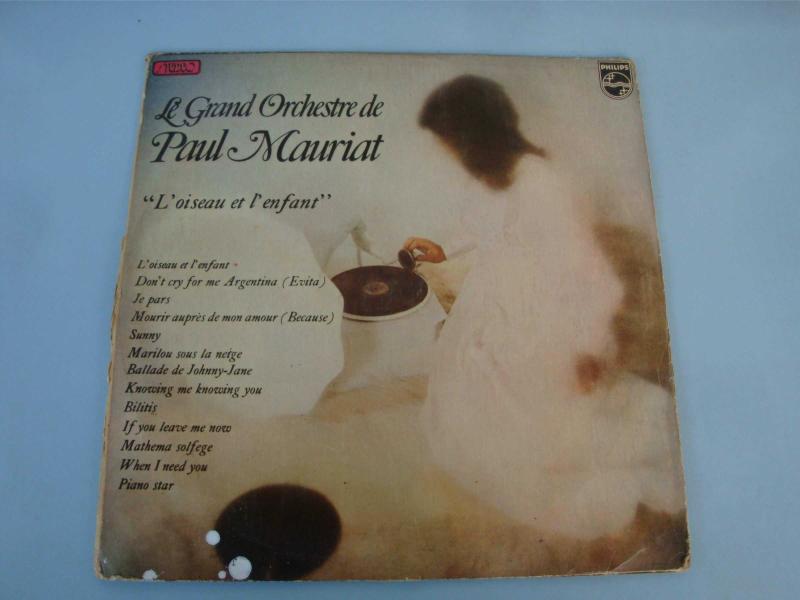 STEREO
PHILIPS
Le Grand Orchestre de
Paul Mauriat
“L'oiseau et l'enfant”
L'oiseau et l'enfant
Don't cry for me Argentina (Evita)
Je pars
Mourir auprès de mon amour (Because)
Sunny
Marilou sous la neige
Ballade de Johnny-Jane
Knowing me knowing you
Bilitis
If you leave me now
Mathema solfege
When I need you
Piano star